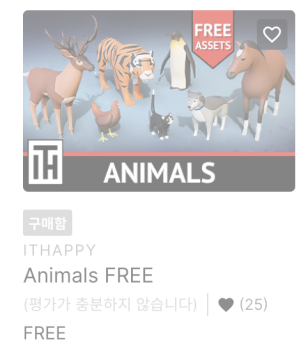 FREE
ASSETS
ITH
ANIMALS
구매함
ITHAPPY
Animals FREE
(평가가 충분하지 않습니다) | ♥ (25)
FREE